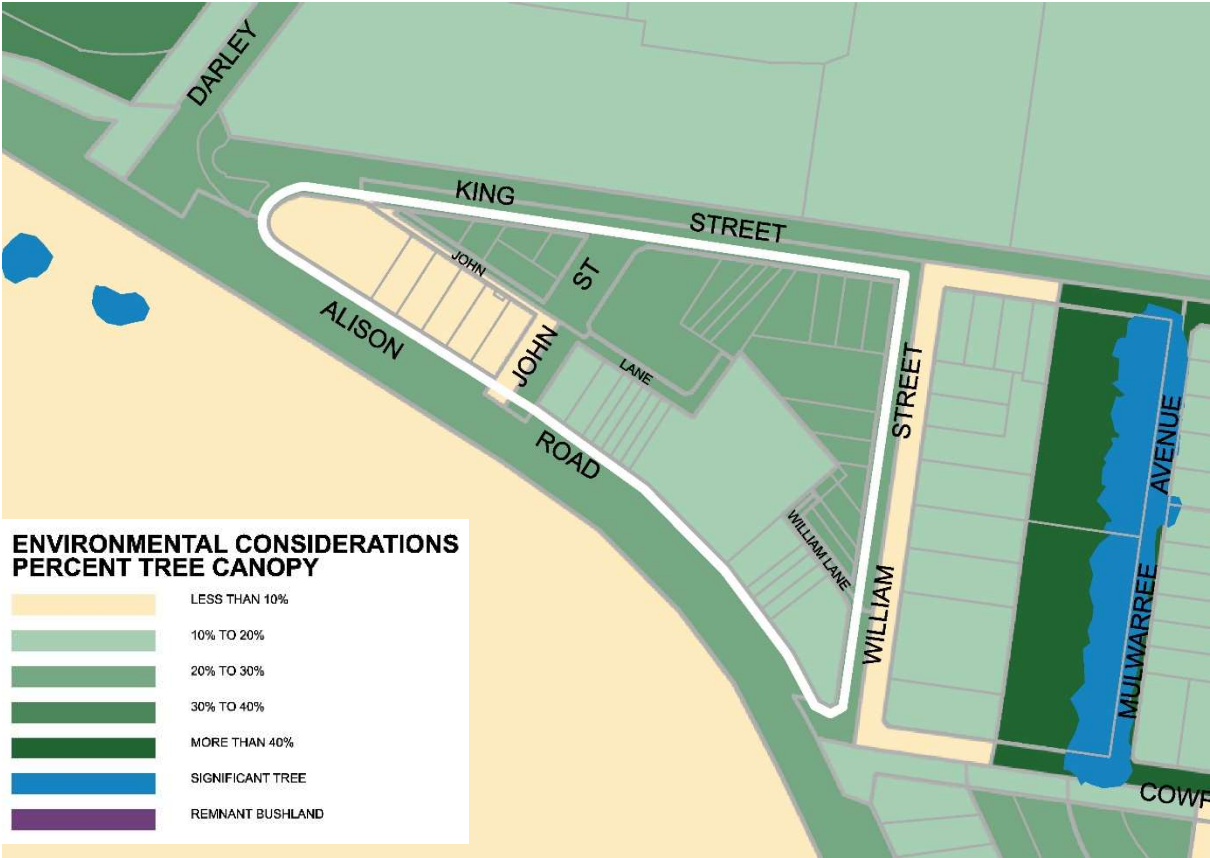 DARLEY
KING
STREET
JOHN
ST
ALISON
JOHN
LANE
ROAD
STREET
AVENUE
WILLIAM LANE
WILLIAM
MULWARREE
COWP
ENVIRONMENTAL CONSIDERATIONS
PERCENT TREE CANOPY
LESS THAN 10%
10% TO 20%
20% TO 30%
30% TO 40%
MORE THAN 40%
SIGNIFICANT TREE
REMNANT BUSHLAND